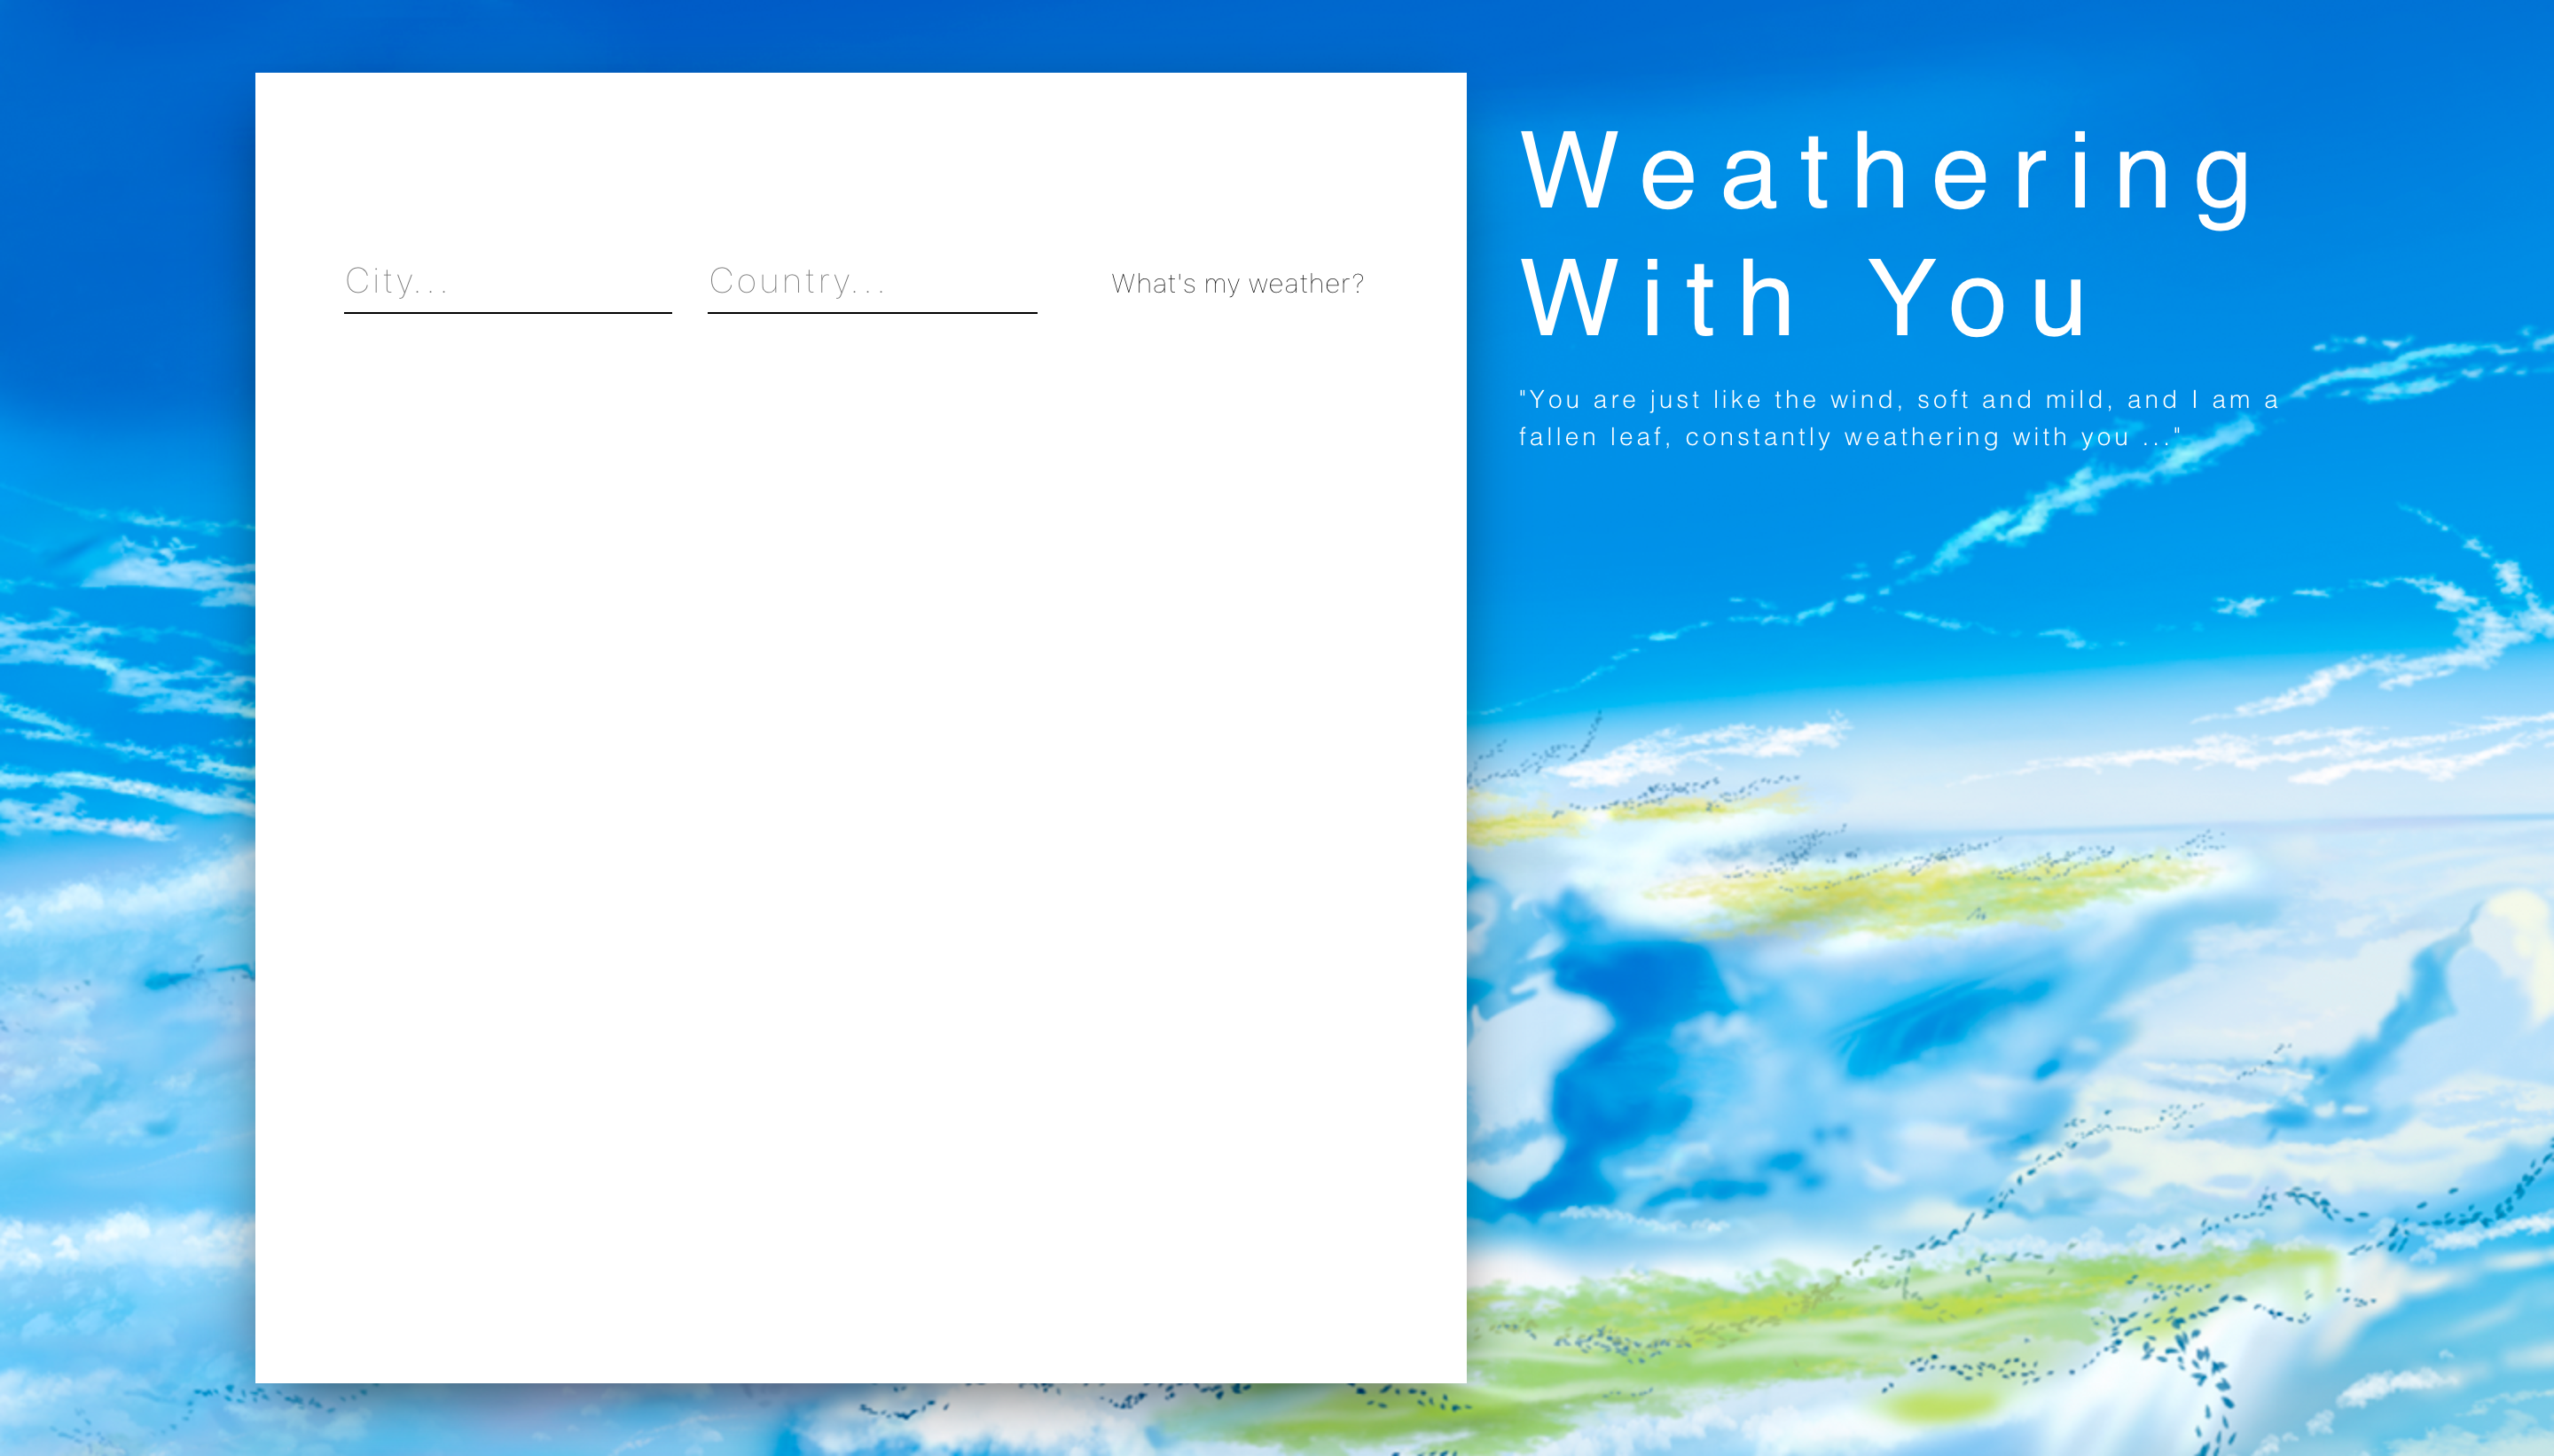 City...
Country...
What's my weather?
Weathering
With You
"You are just like the wind, soft and mild, and I am a
fallen leaf, constantly weathering with you ..."